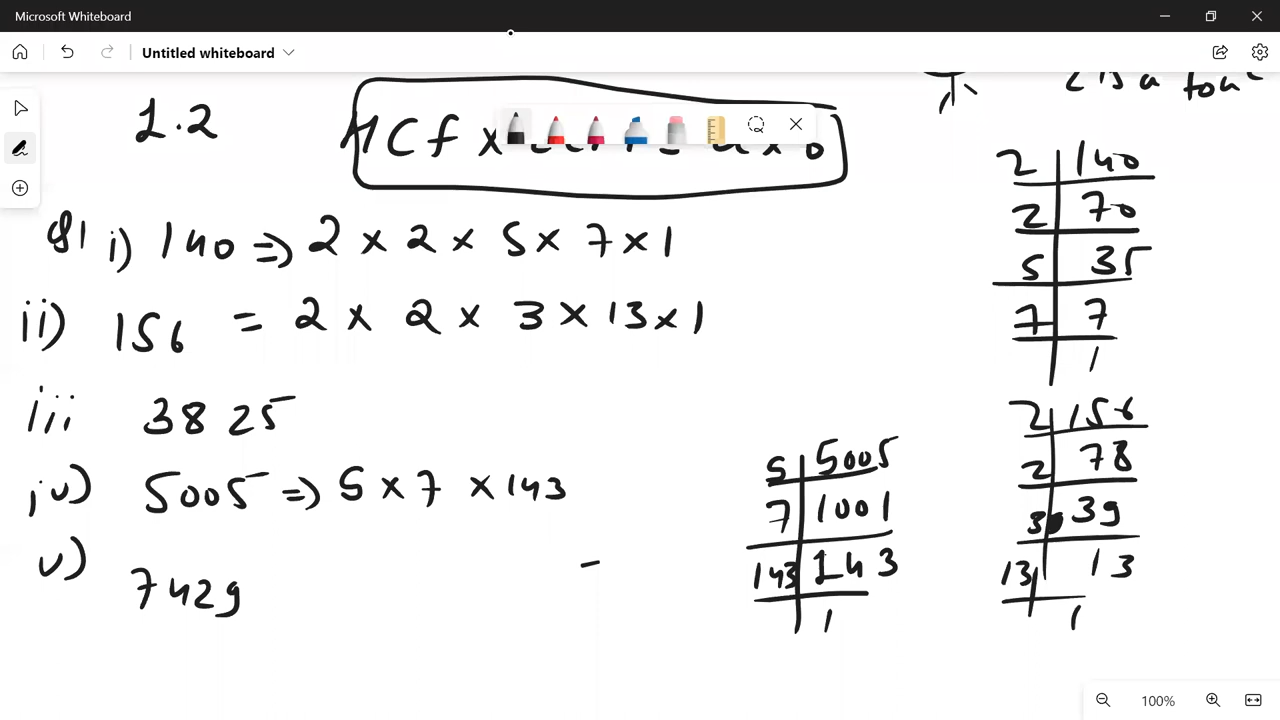 Microsoft Whiteboard
Untitled whiteboard
1.2
HCf ×
Q1 i) 140 => 2 × 2 × 5 × 7 × 1
ii) 156 = 2 × 2 × 3 × 13 × 1
iii 3825
iv) 5005 => 5 × 7 × 143
v) 7429
2 | 140
2 | 70
5 | 35
7 | 7
1
5 | 5005
7 | 1001
143 | 143
1
2 | 156
2 | 78
3 | 39
13 | 13
1
100%